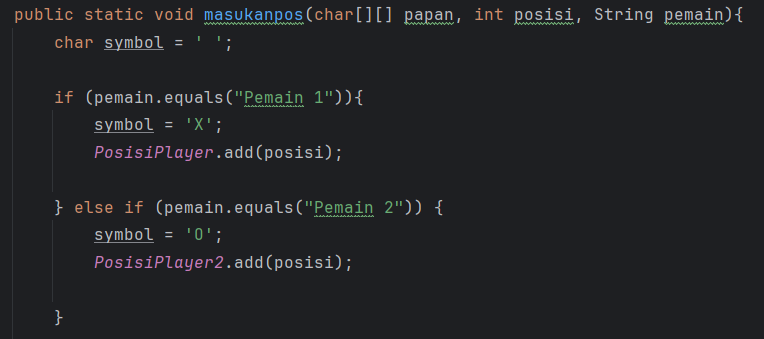 public static void masukanpos(char[][] papan, int posisi, String pemain){
char symbol = ' ';
if (pemain.equals("Pemain 1")){
symbol = 'X';
PosisiPlayer.add(posisi);
} else if (pemain.equals("Pemain 2")) {
symbol = 'O';
PosisiPlayer2.add(posisi);
}